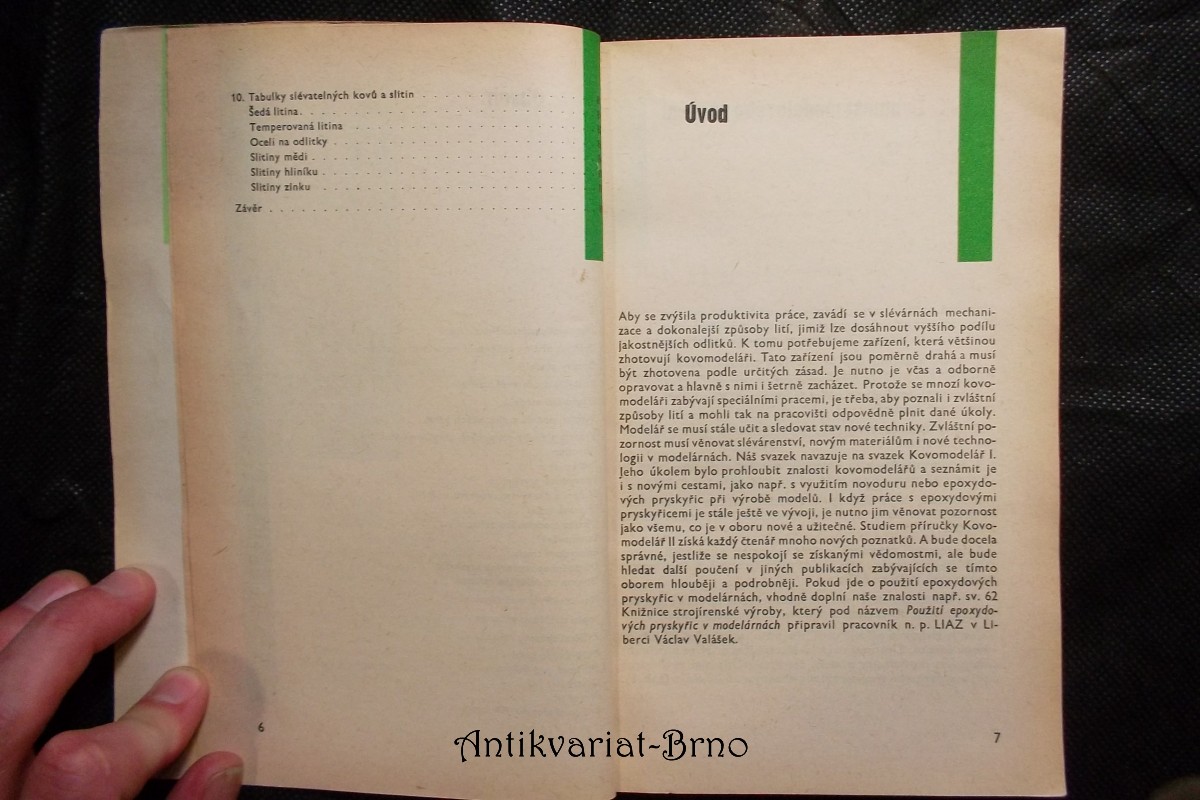 10. Tabulky slévatelných kovů a slitin . . . . . . . . . . . . . . .
Šedá litina. . . . . . . . . . . . . . . . . . . . . . . . .
Temperovaná litina . . . . . . . . . . . . . . . . . . . .
Oceli na odlitky . . . . . . . . . . . . . . . . . . . . . .
Slitiny mědi . . . . . . . . . . . . . . . . . . . . . . . .
Slitiny hliníku . . . . . . . . . . . . . . . . . . . . . . .
Slitiny zinku . . . . . . . . . . . . . . . . . . . . . . .
Závěr . . . . . . . . . . . . . . . . . . . . . . . . . . .
6
Úvod
Aby se zvýšila produktivita práce, zavádí se v slévárnách mechani-
zace a dokonalejší způsoby lití, jimiž lze dosáhnout vyššího podílu
jakostnějších odlitků. K tomu potřebujeme zařízení, která většinou
zhotovují kovomodeláři. Tato zařízení jsou poměrně drahá a musí
být zhotovena podle určitých zásad. Je nutno je včas a odborně
opravovat a hlavně s nimi i šetrně zacházet. Protože se mnozí kovo-
modeláři zabývají speciálními pracemi, je třeba, aby poznali i zvláštní
způsoby lití a mohli tak na pracovišti odpovědně plnit dané úkoly.
Modelář se musí stále učit a sledovat stav nové techniky. Zvláštní po-
zornost musí věnovat slévárenství, novým materiálům i nové techno-
logii v modelárnách. Náš svazek navazuje na svazek Kovomodelář I.
Jeho úkolem bylo prohloubit znalosti kovomodelářů a seznámit je
i s novými cestami, jako např. s využitím novoduru nebo epoxydo-
vých pryskyřic při výrobě modelů. I když práce s epoxydovými
pryskyřicemi je stále ještě ve vývoji, je nutno jim věnovat pozornost
jako všemu, co je v oboru nové a užitečné. Studiem příručky Kovo-
modelář II získá každý čtenář mnoho nových poznatků. A bude docela
správné, jestliže se nespokojí se získanými vědomostmi, ale bude
hledat další poučení v jiných publikacích zabývajících se tímto
oborem hlouběji a podrobněji. Pokud jde o použití epoxydových
pryskyřic v modelárnách, vhodně doplní naše znalosti např. sv. 62
Knižnice strojírenské výroby, který pod názvem Použití epoxydo-
vých pryskyřic v modelárnách připravil pracovník n. p. LIAZ v Li-
berci Václav Valášek.
7
Antikvariat-Brno